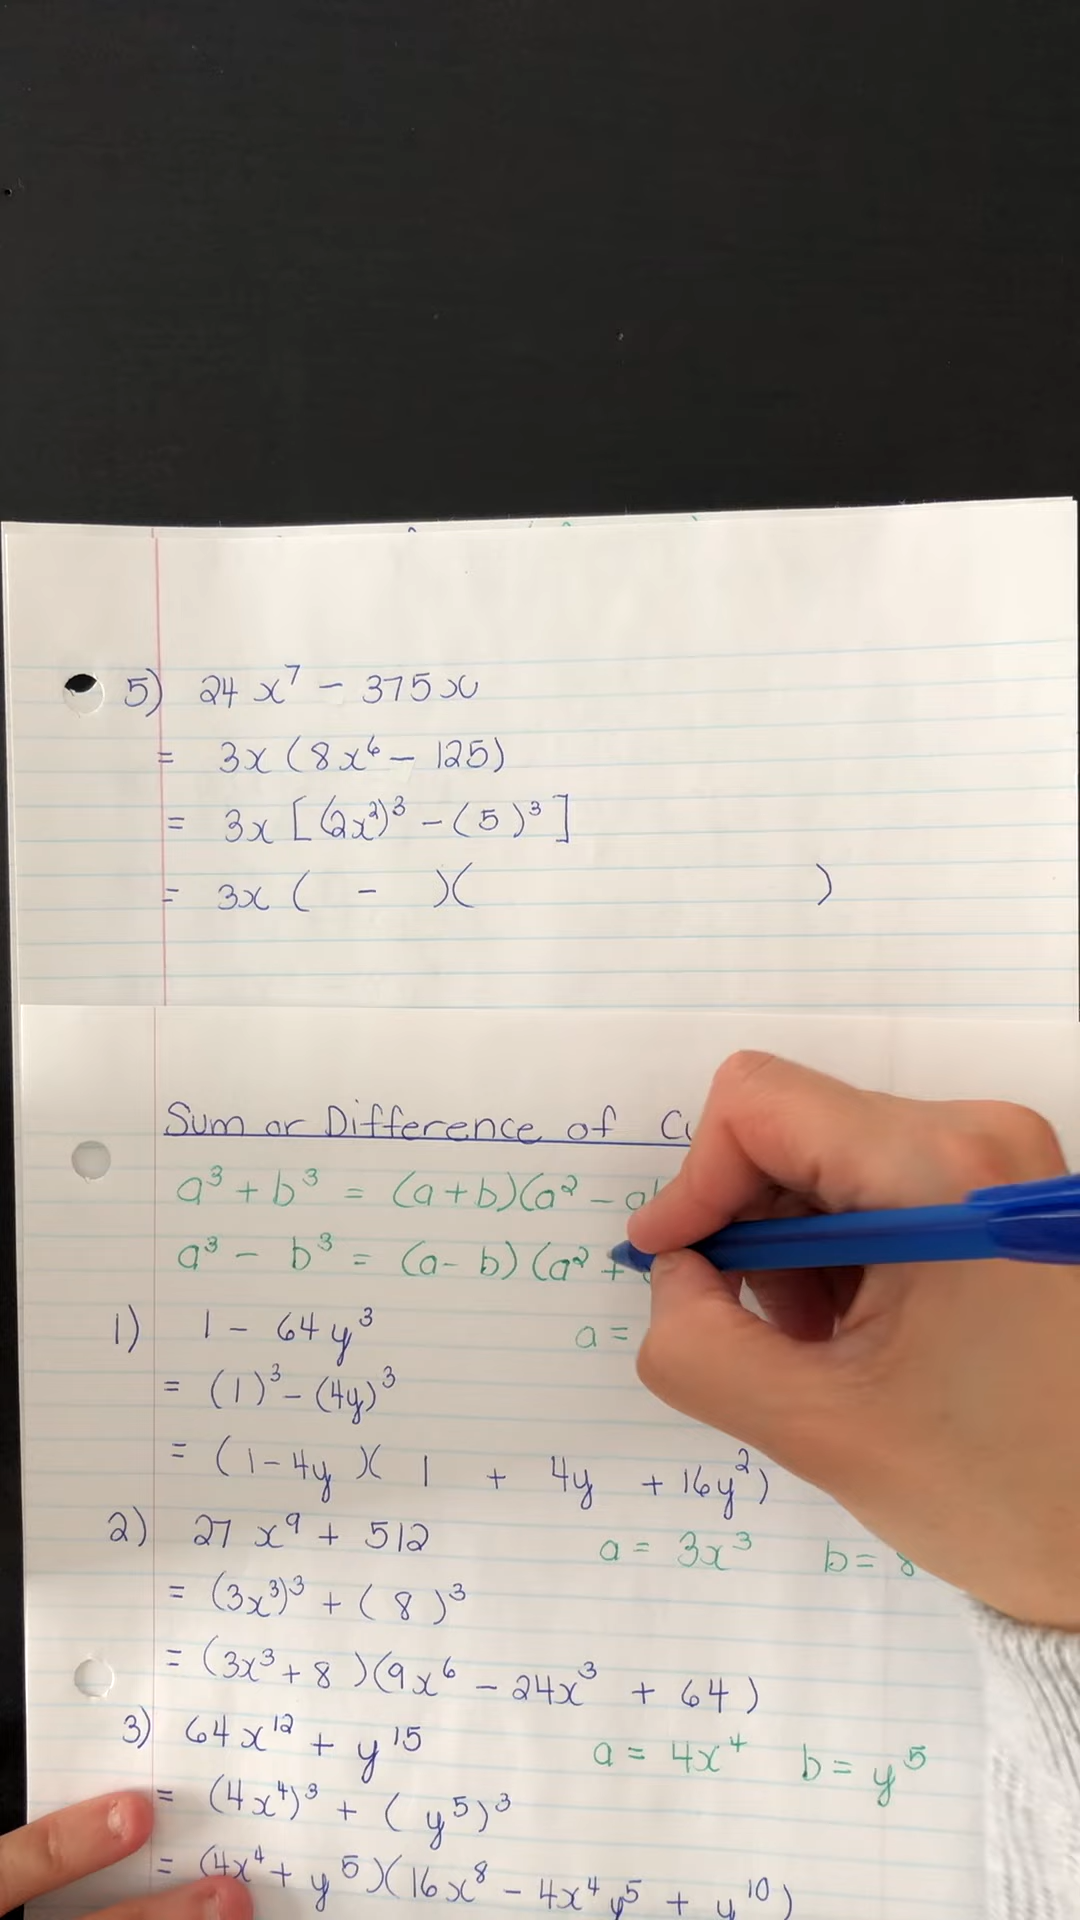 5) 24x⁷ - 375x
= 3x (8x⁶ - 125)
= 3x [(2x²)³ - (5)³]
= 3x ( - )( )
Sum or Difference of
a³ + b³ = (a+b)(a² -
a³ - b³ = (a-b)(a² +
1) 1 - 64y³ a =
= (1)³ - (4y)³
= (1-4y)(1 + 4y + 16y²)
2) 27x⁹ + 512 a = 3x³ b = 8
= (3x³)³ + (8)³
= (3x³+8)(9x⁶ - 24x³ + 64)
3) 64x¹² + y¹⁵ a = 4x⁴ b = y⁵
= (4x⁴)³ + (y⁵)³
= (4x⁴ + y⁵)(16x⁸ - 4x⁴y⁵ + y¹⁰)